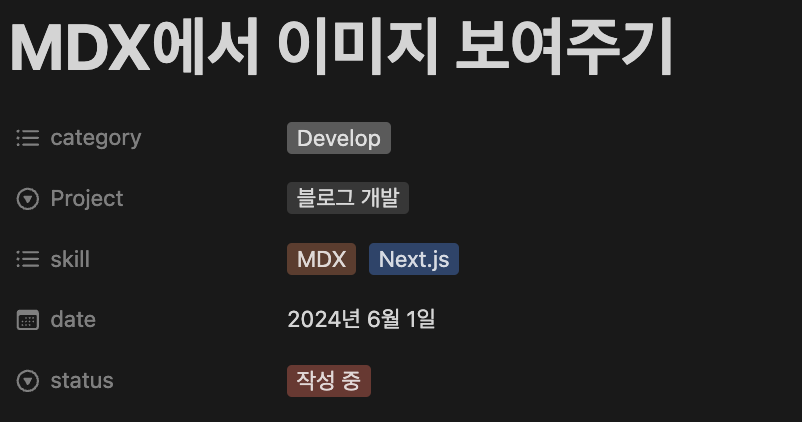 MDX에서 이미지 보여주기
category Develop
Project 블로그 개발
skill MDX Next.js
date 2024년 6월 1일
status 작성 중